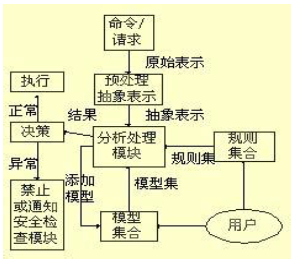 命令/
请求
原始表示
执行
预处理
抽象表示
正常
结果
抽象表示
决策
分析处理
模块
规则集
规则
集合
异常
添加
模型
模型集
禁止
或通知
安全检
查模块
模型
集合
用户